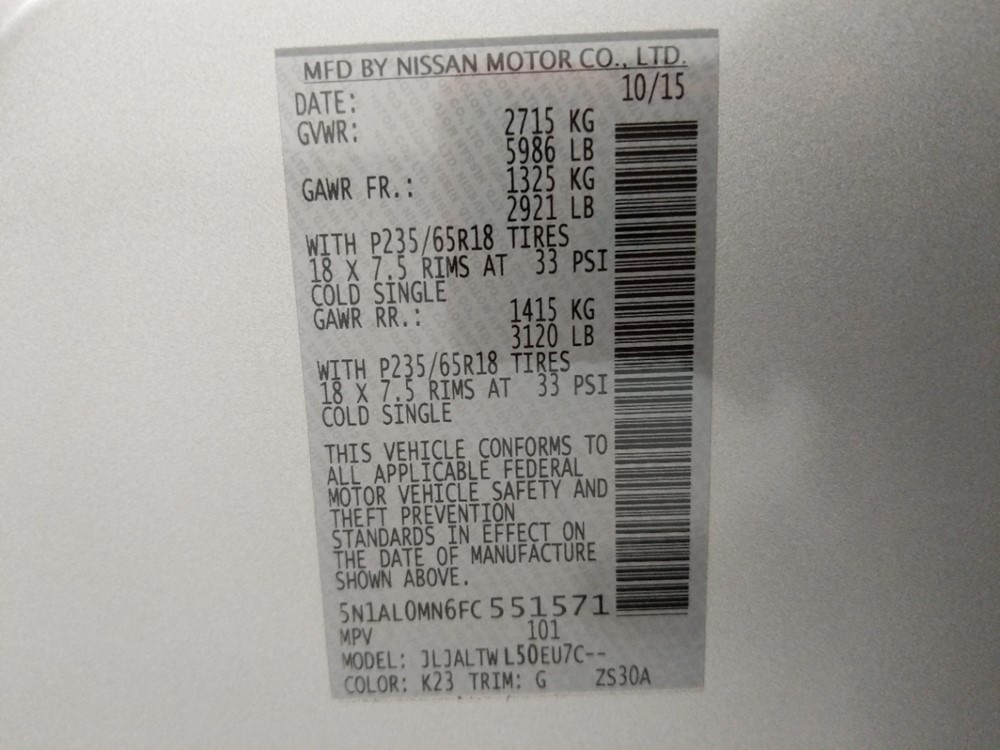 MFD BY NISSAN MOTOR CO., LTD.
DATE: 10/15
GVWR: 2715 KG
5986 LB
GAWR FR.: 1325 KG
2921 LB
WITH P235/65R18 TIRES
18 X 7.5 RIMS AT 33 PSI
COLD SINGLE
GAWR RR.: 1415 KG
3120 LB
WITH P235/65R18 TIRES
18 X 7.5 RIMS AT 33 PSI
COLD SINGLE
THIS VEHICLE CONFORMS TO
ALL APPLICABLE FEDERAL
MOTOR VEHICLE SAFETY AND
THEFT PREVENTION
STANDARDS IN EFFECT ON
THE DATE OF MANUFACTURE
SHOWN ABOVE.
5N1AL0MN6FC551571
MPV 101
MODEL: JLJALTWL50EU7C--
COLOR: K23 TRIM: G ZS30A